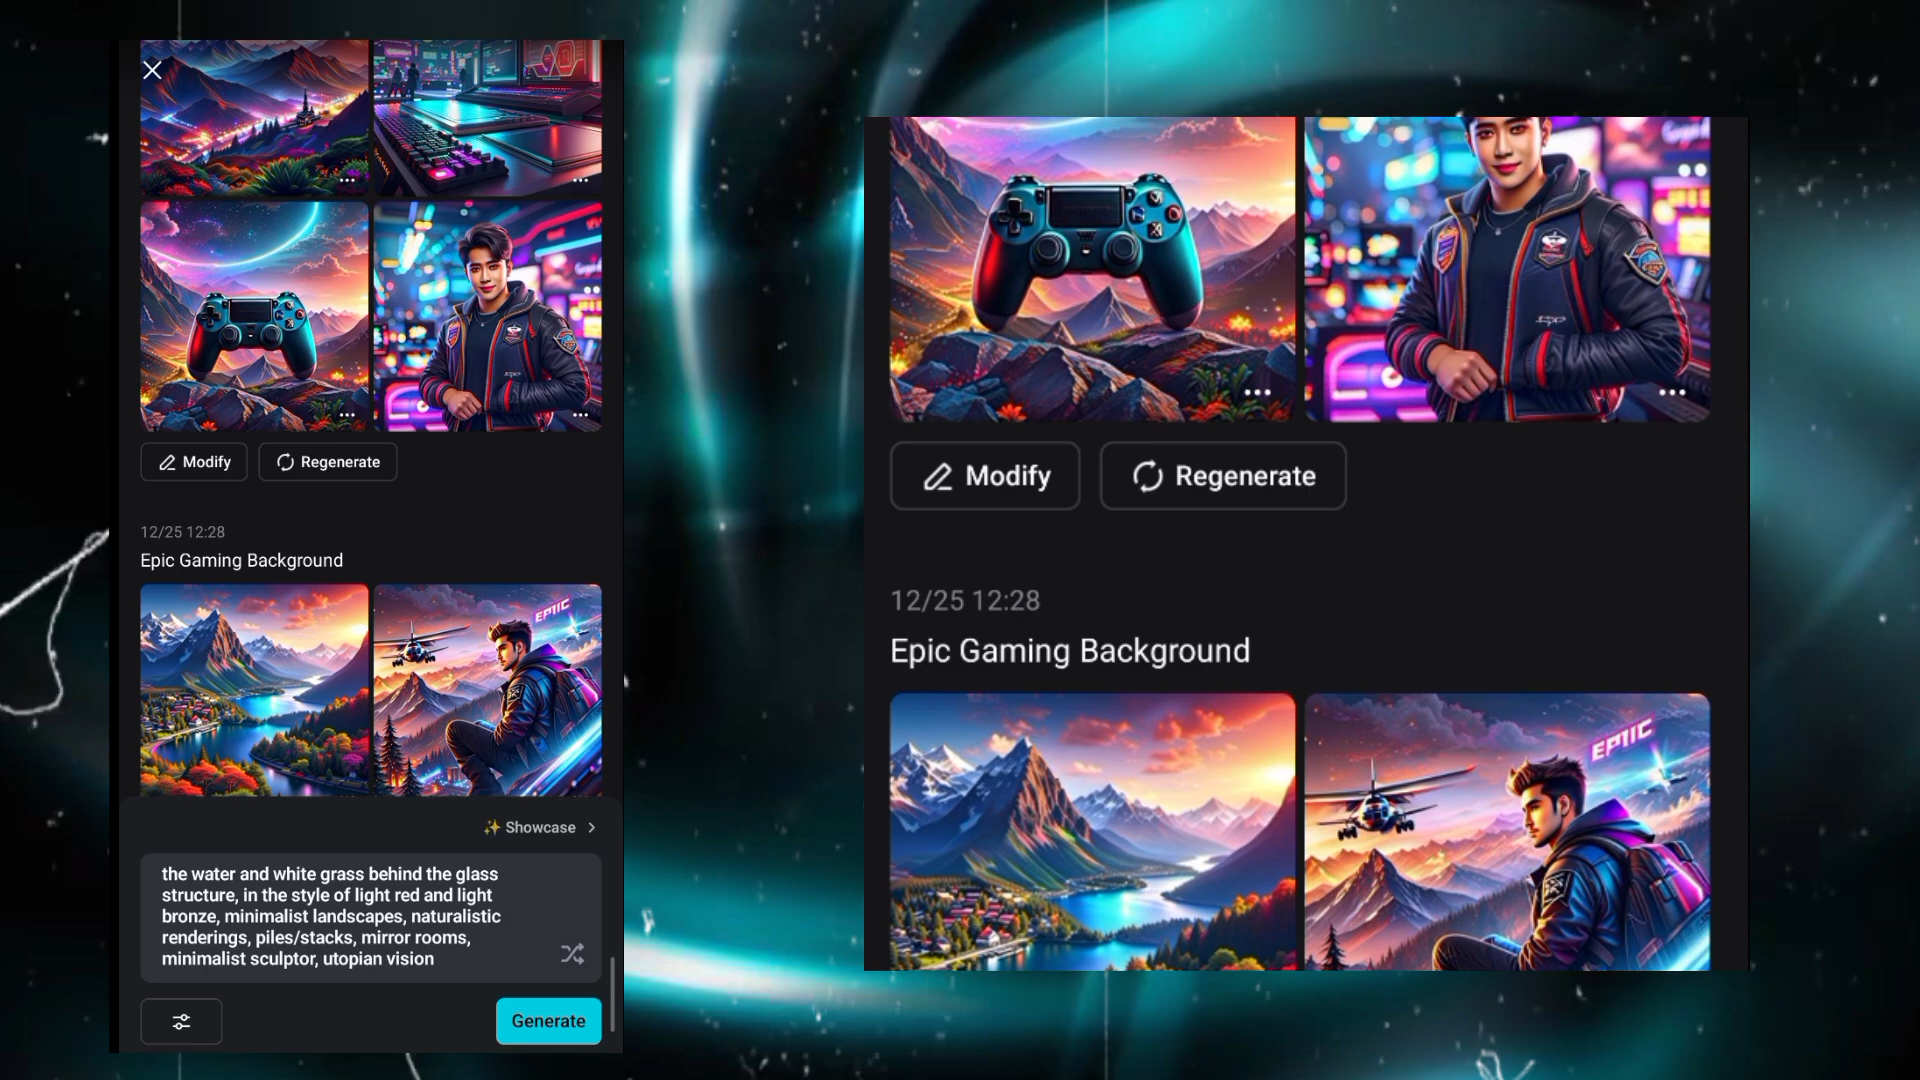 Modify
Regenerate
12/25 12:28
Epic Gaming Background
EPIIC
✨ Showcase >
the water and white grass behind the glass
structure, in the style of light red and light
bronze, minimalist landscapes, naturalistic
renderings, piles/stacks, mirror rooms,
minimalist sculptor, utopian vision
Generate
Modify
Regenerate
12/25 12:28
Epic Gaming Background
EPIIC